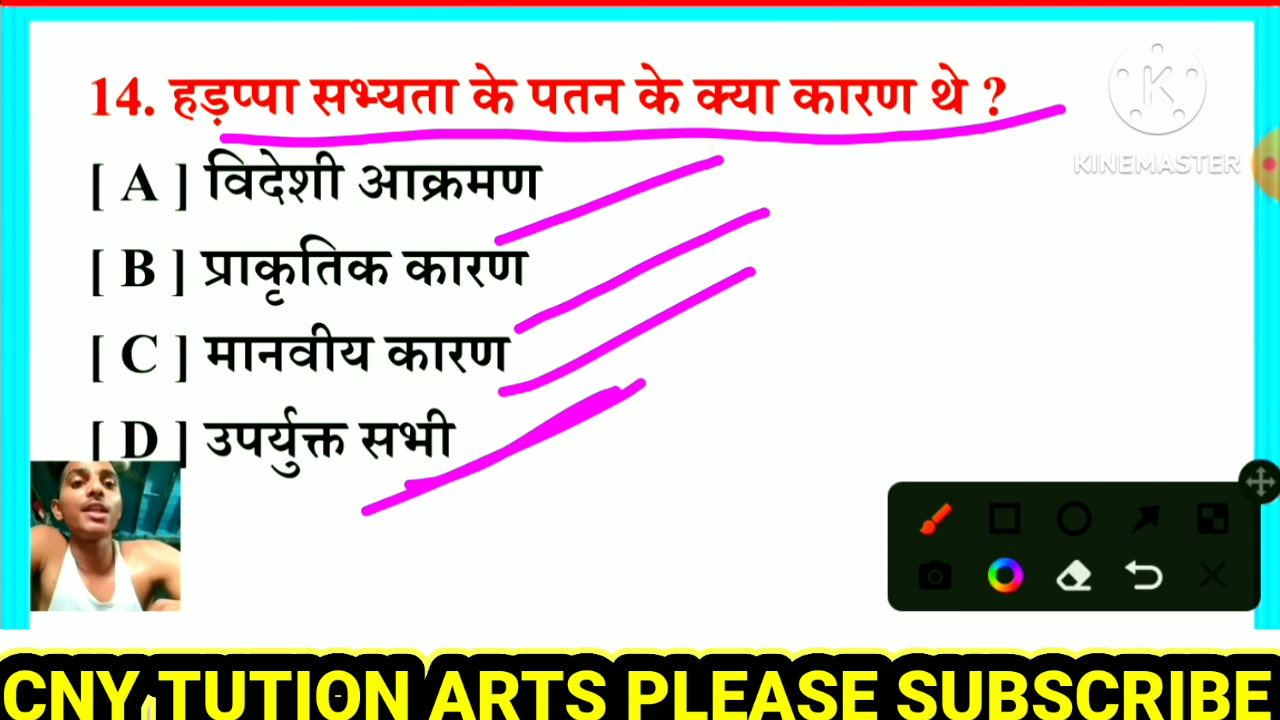 14. हड़प्पा सभ्यता के पतन के क्या कारण थे ?
[ A ] विदेशी आक्रमण
[ B ] प्राकृतिक कारण
[ C ] मानवीय कारण
[ D ] उपर्युक्त सभी
K
KINEMASTER
CNY TUTION ARTS PLEASE SUBSCRIBE